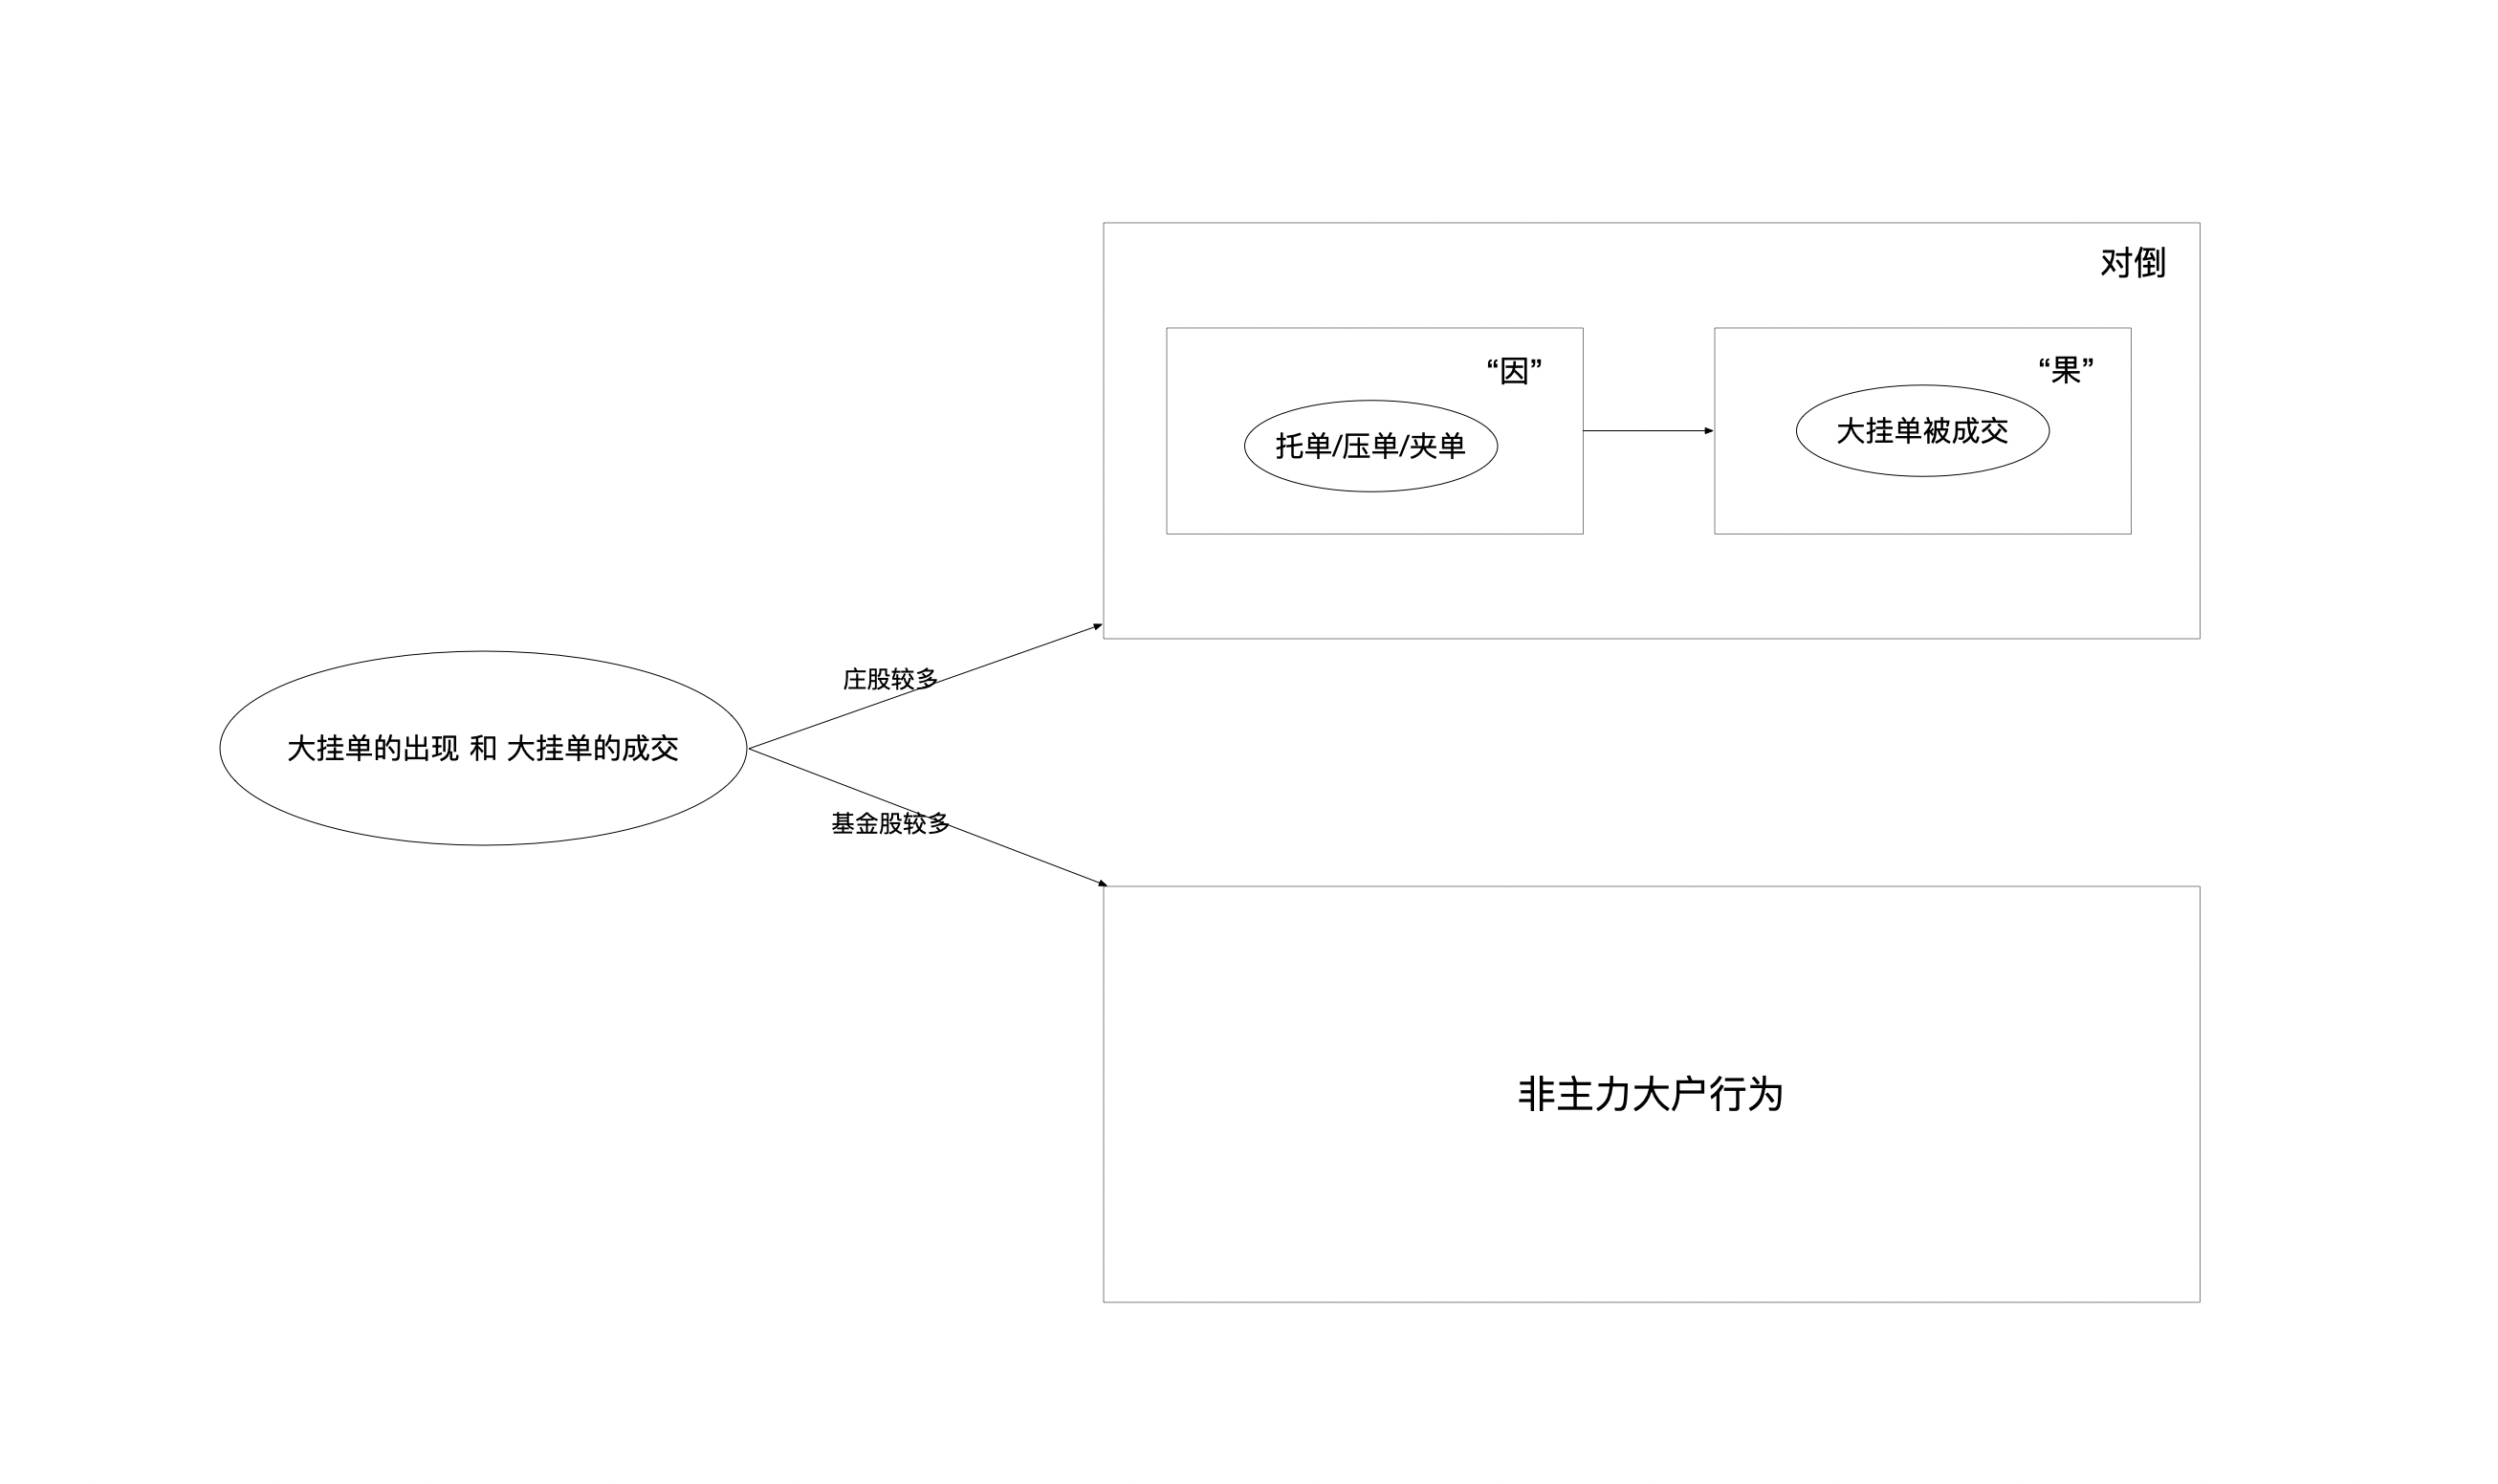 对倒
“因”
“果”
托单/压单/夹单
大挂单被成交
庄股较多
大挂单的出现 和 大挂单的成交
基金股较多
非主力大户行为